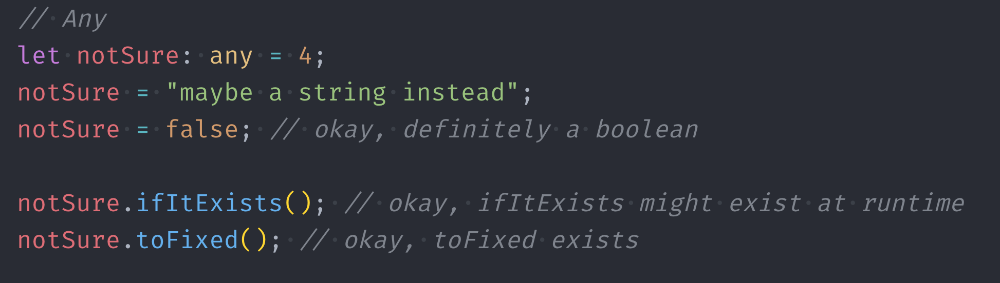 // Any
let notSure: any = 4;
notSure = "maybe a string instead";
notSure = false; // okay, definitely a boolean
notSure.ifItExists(); // okay, ifItExists might exist at runtime
notSure.toFixed(); // okay, toFixed exists